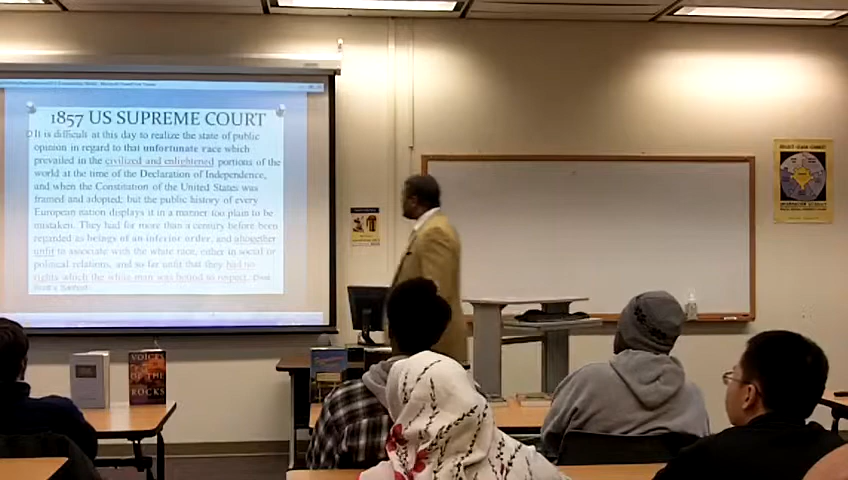 1857 US SUPREME COURT
It is difficult at this day to realize the state of public
opinion in regard to that unfortunate race which
prevailed in the civilized and enlightened portions of the
world at the time of the Declaration of Independence,
and when the Constitution of the United States was
framed and adopted; but the public history of every
European nation displays it in a manner too plain to be
mistaken. They had for more than a century before been
regarded as beings of an inferior order, and altogether
unfit to associate with the white race, either in social or
political relations, and so far unfit that they had no
rights which the white man was bound to respect.
VOICES
OF THE
ROCKS